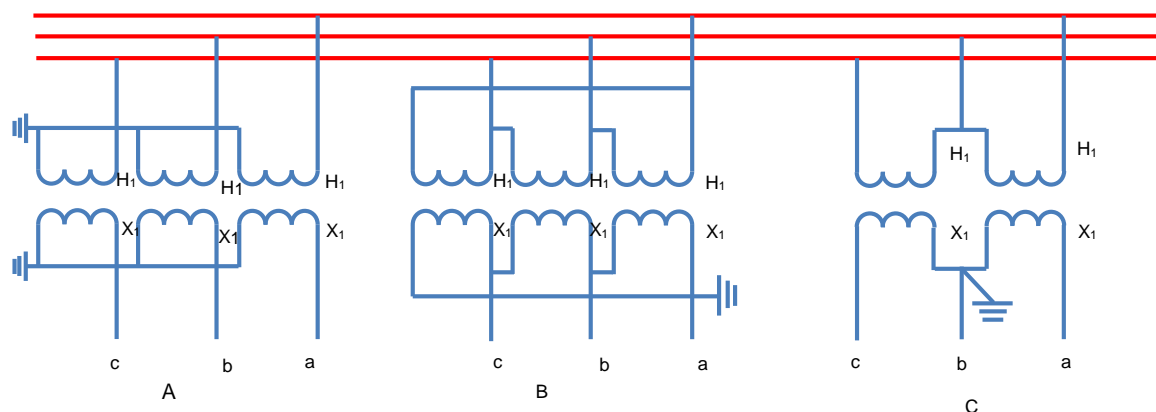 H₁ H₁ H₁
X₁ X₁ X₁
c b a
A
H₁ H₁ H₁
X₁ X₁ X₁
c b a
B
H₁ H₁
X₁ X₁
c b a
C